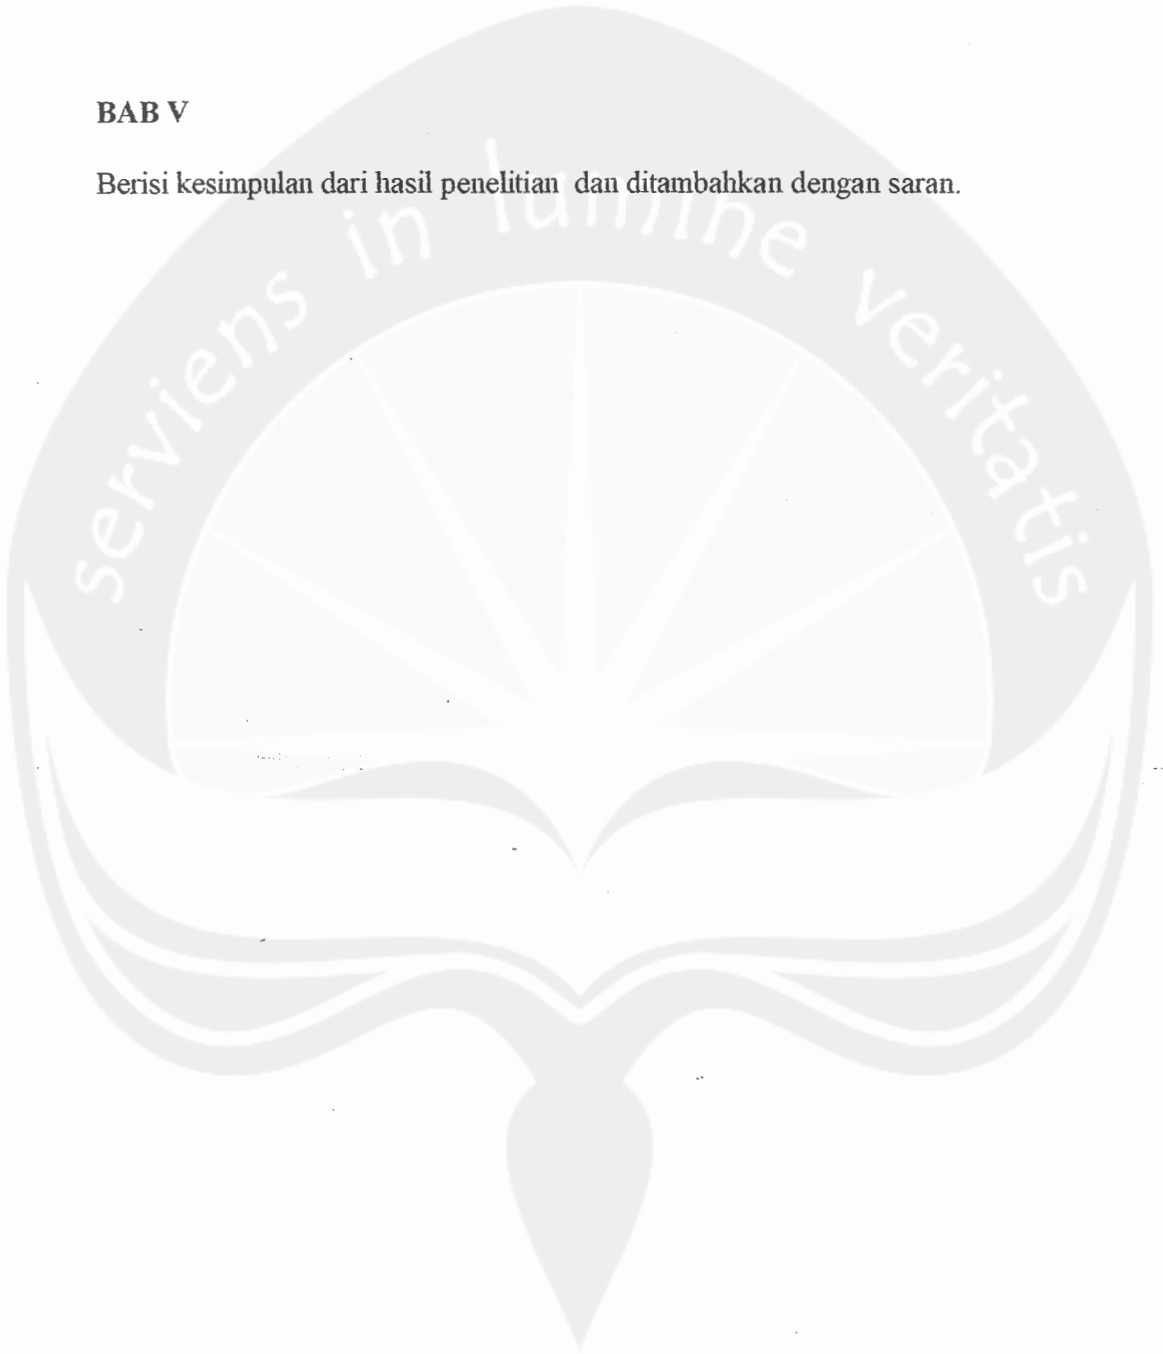 BAB V
Berisi kesimpulan dari hasil penelitian dan ditambahkan dengan saran.
serviens in lumine veritatis